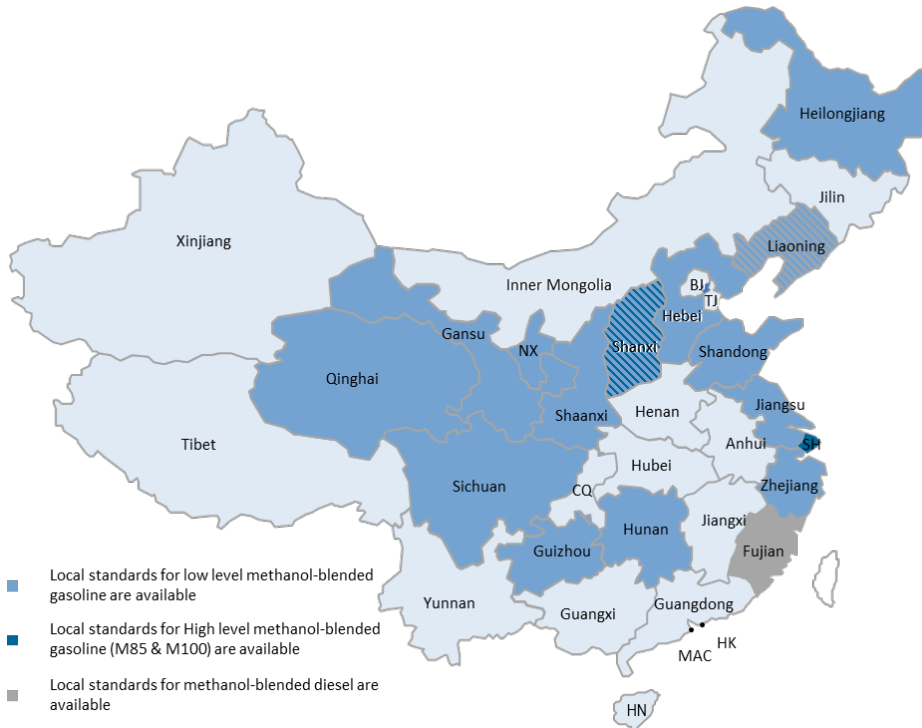 Heilongjiang
Jilin
Xinjiang
Liaoning
Inner Mongolia
BJ
TJ
Hebei
Gansu
NX
Shanxi
Shandong
Qinghai
Shaanxi
Henan
Jiangsu
Tibet
Anhui
SH
Hubei
Sichuan
CQ
Zhejiang
Jiangxi
Hunan
Guizhou
Fujian
Yunnan
Guangxi
Guangdong
HK
MAC
HN
Local standards for low level methanol-blended
gasoline are available
Local standards for High level methanol-blended
gasoline (M85 & M100) are available
Local standards for methanol-blended diesel are
available